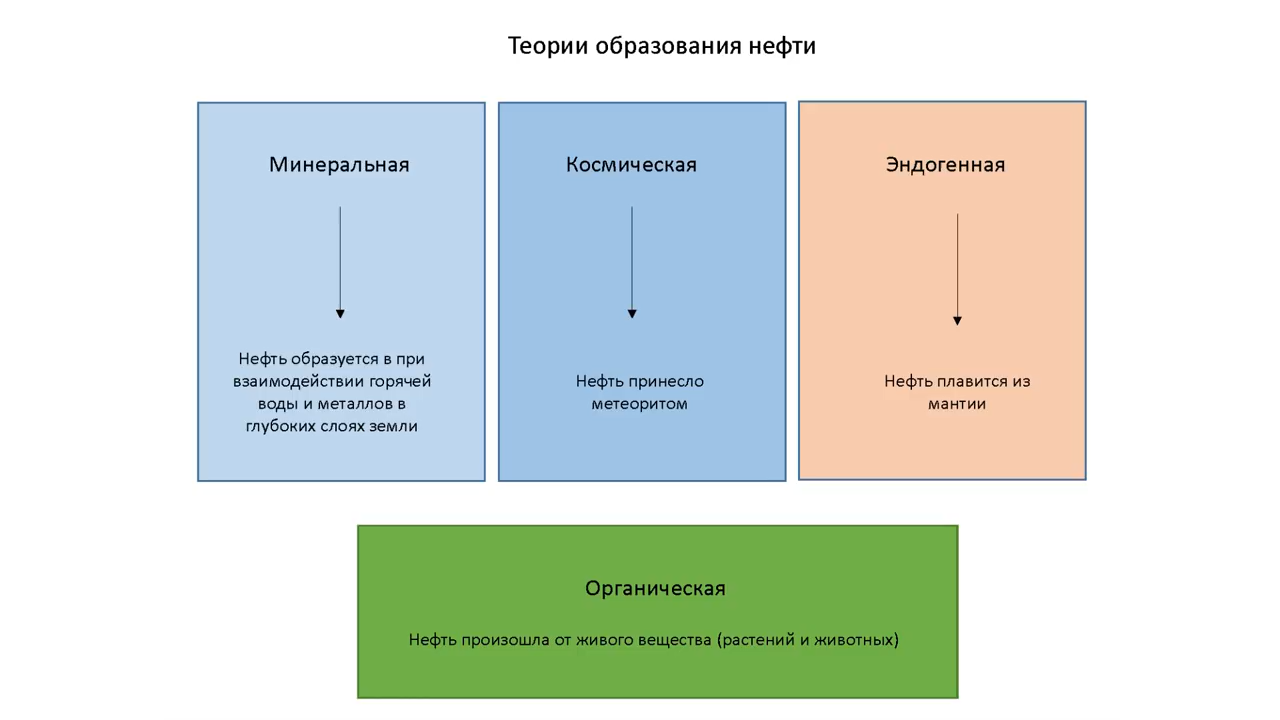 Теории образования нефти
Минеральная
Нефть образуется в при
взаимодействии горячей
воды и металлов в
глубоких слоях земли
Космическая
Нефть принесло
метеоритом
Эндогенная
Нефть плавится из
мантии
Органическая
Нефть произошла от живого вещества (растений и животных)